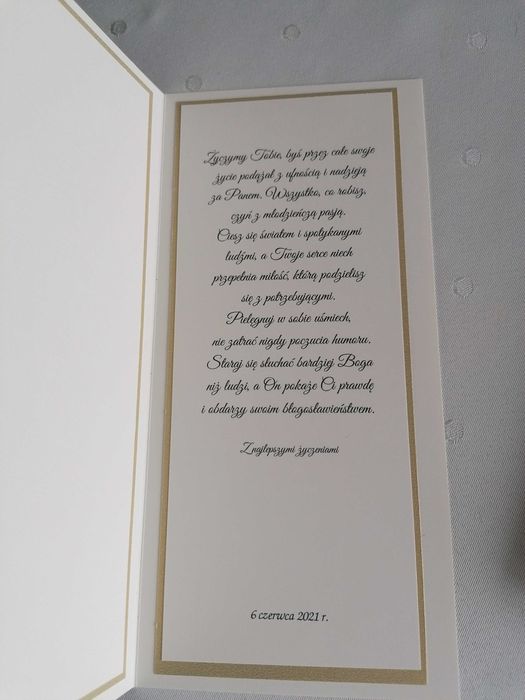 Życzymy Tobie, byś przez całe swoje
życie podążał z ufnością i nadzieją
za Panem. Wszystko, co robisz,
czyń z młodzieńczą pasją.
Ciesz się światem i spotykanymi
ludźmi, a Twoje serce niech
przepełnia miłość, którą podzielisz
się z potrzebującymi.
Pielęgnuj w sobie uśmiech,
nie zatrać nigdy poczucia humoru.
Staraj się słuchać bardziej Boga
niż ludzi, a On pokaże Ci prawdę
i obdarzy swoim błogosławieństwem.
Z najlepszymi życzeniami
6 czerwca 2021 r.